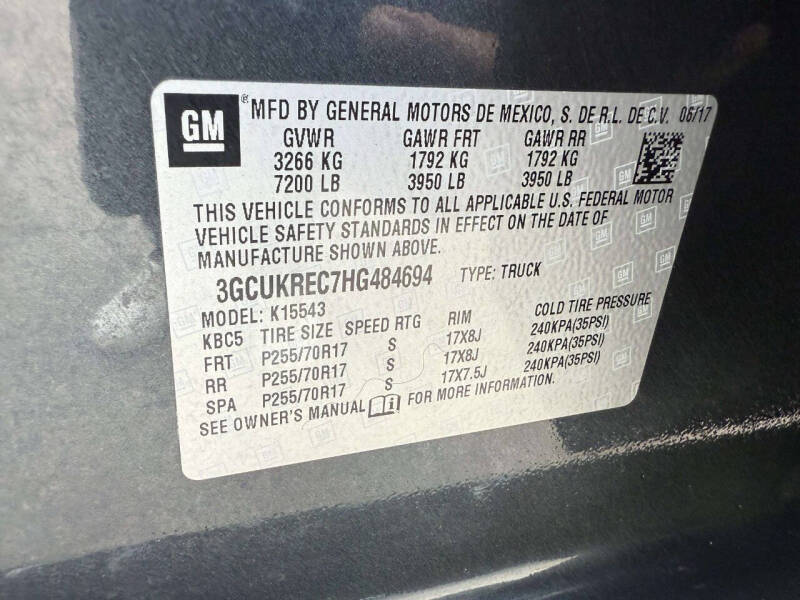 GM ® MFD BY GENERAL MOTORS DE MEXICO, S. DE R.L. DE C.V. 06/17
GVWR GAWR FRT GAWR RR
3266 KG 1792 KG 1792 KG
7200 LB 3950 LB 3950 LB
THIS VEHICLE CONFORMS TO ALL APPLICABLE U.S. FEDERAL MOTOR
VEHICLE SAFETY STANDARDS IN EFFECT ON THE DATE OF
MANUFACTURE SHOWN ABOVE.
3GCUKREC7HG484694 TYPE: TRUCK
MODEL: K15543
KBC5 TIRE SIZE SPEED RTG RIM COLD TIRE PRESSURE
FRT P255/70R17 S 17X8J 240KPA(35PSI)
RR P255/70R17 S 17X8J 240KPA(35PSI)
SPA P255/70R17 S 17X7.5J 240KPA(35PSI)
SEE OWNER'S MANUAL FOR MORE INFORMATION.